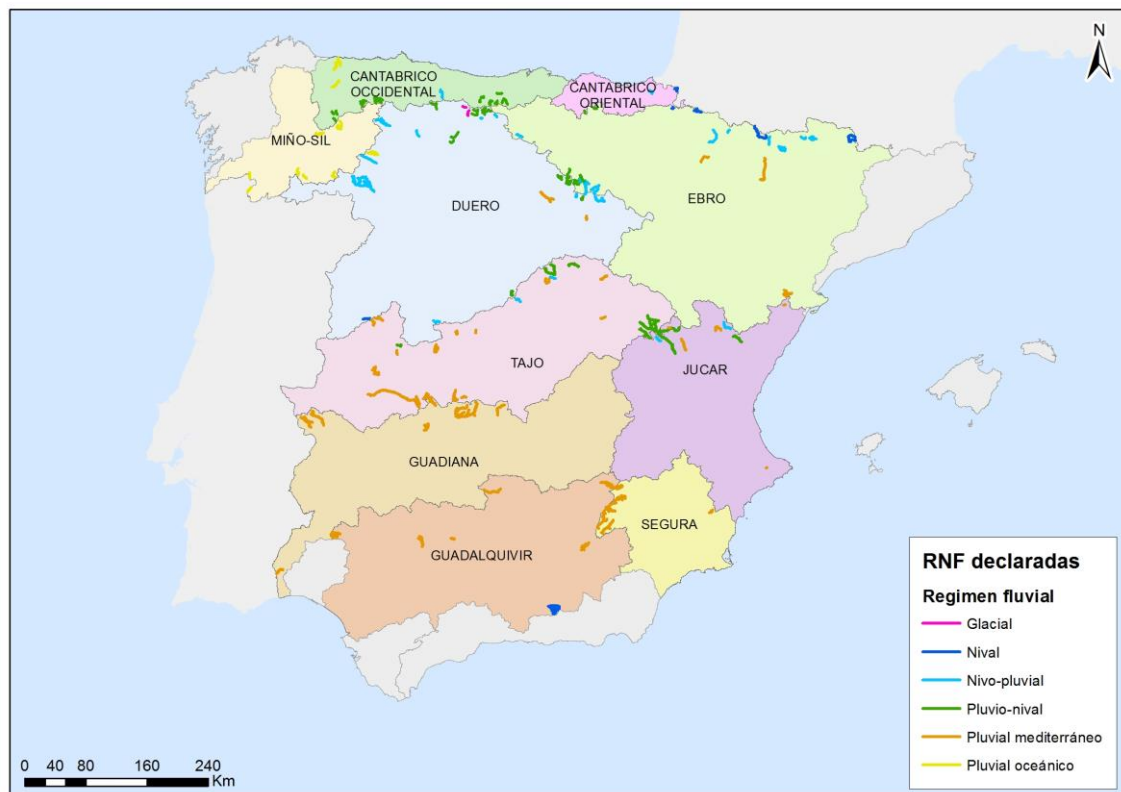 N
CANTABRICO
OCCIDENTAL
CANTABRICO
ORIENTAL
MIÑO-SIL
DUERO
EBRO
TAJO
JUCAR
GUADIANA
SEGURA
GUADALQUIVIR
RNF declaradas
Regimen fluvial
Glacial
Nival
Nivo-pluvial
Pluvio-nival
Pluvial mediterráneo
Pluvial oceánico
0 40 80 160 240
Km